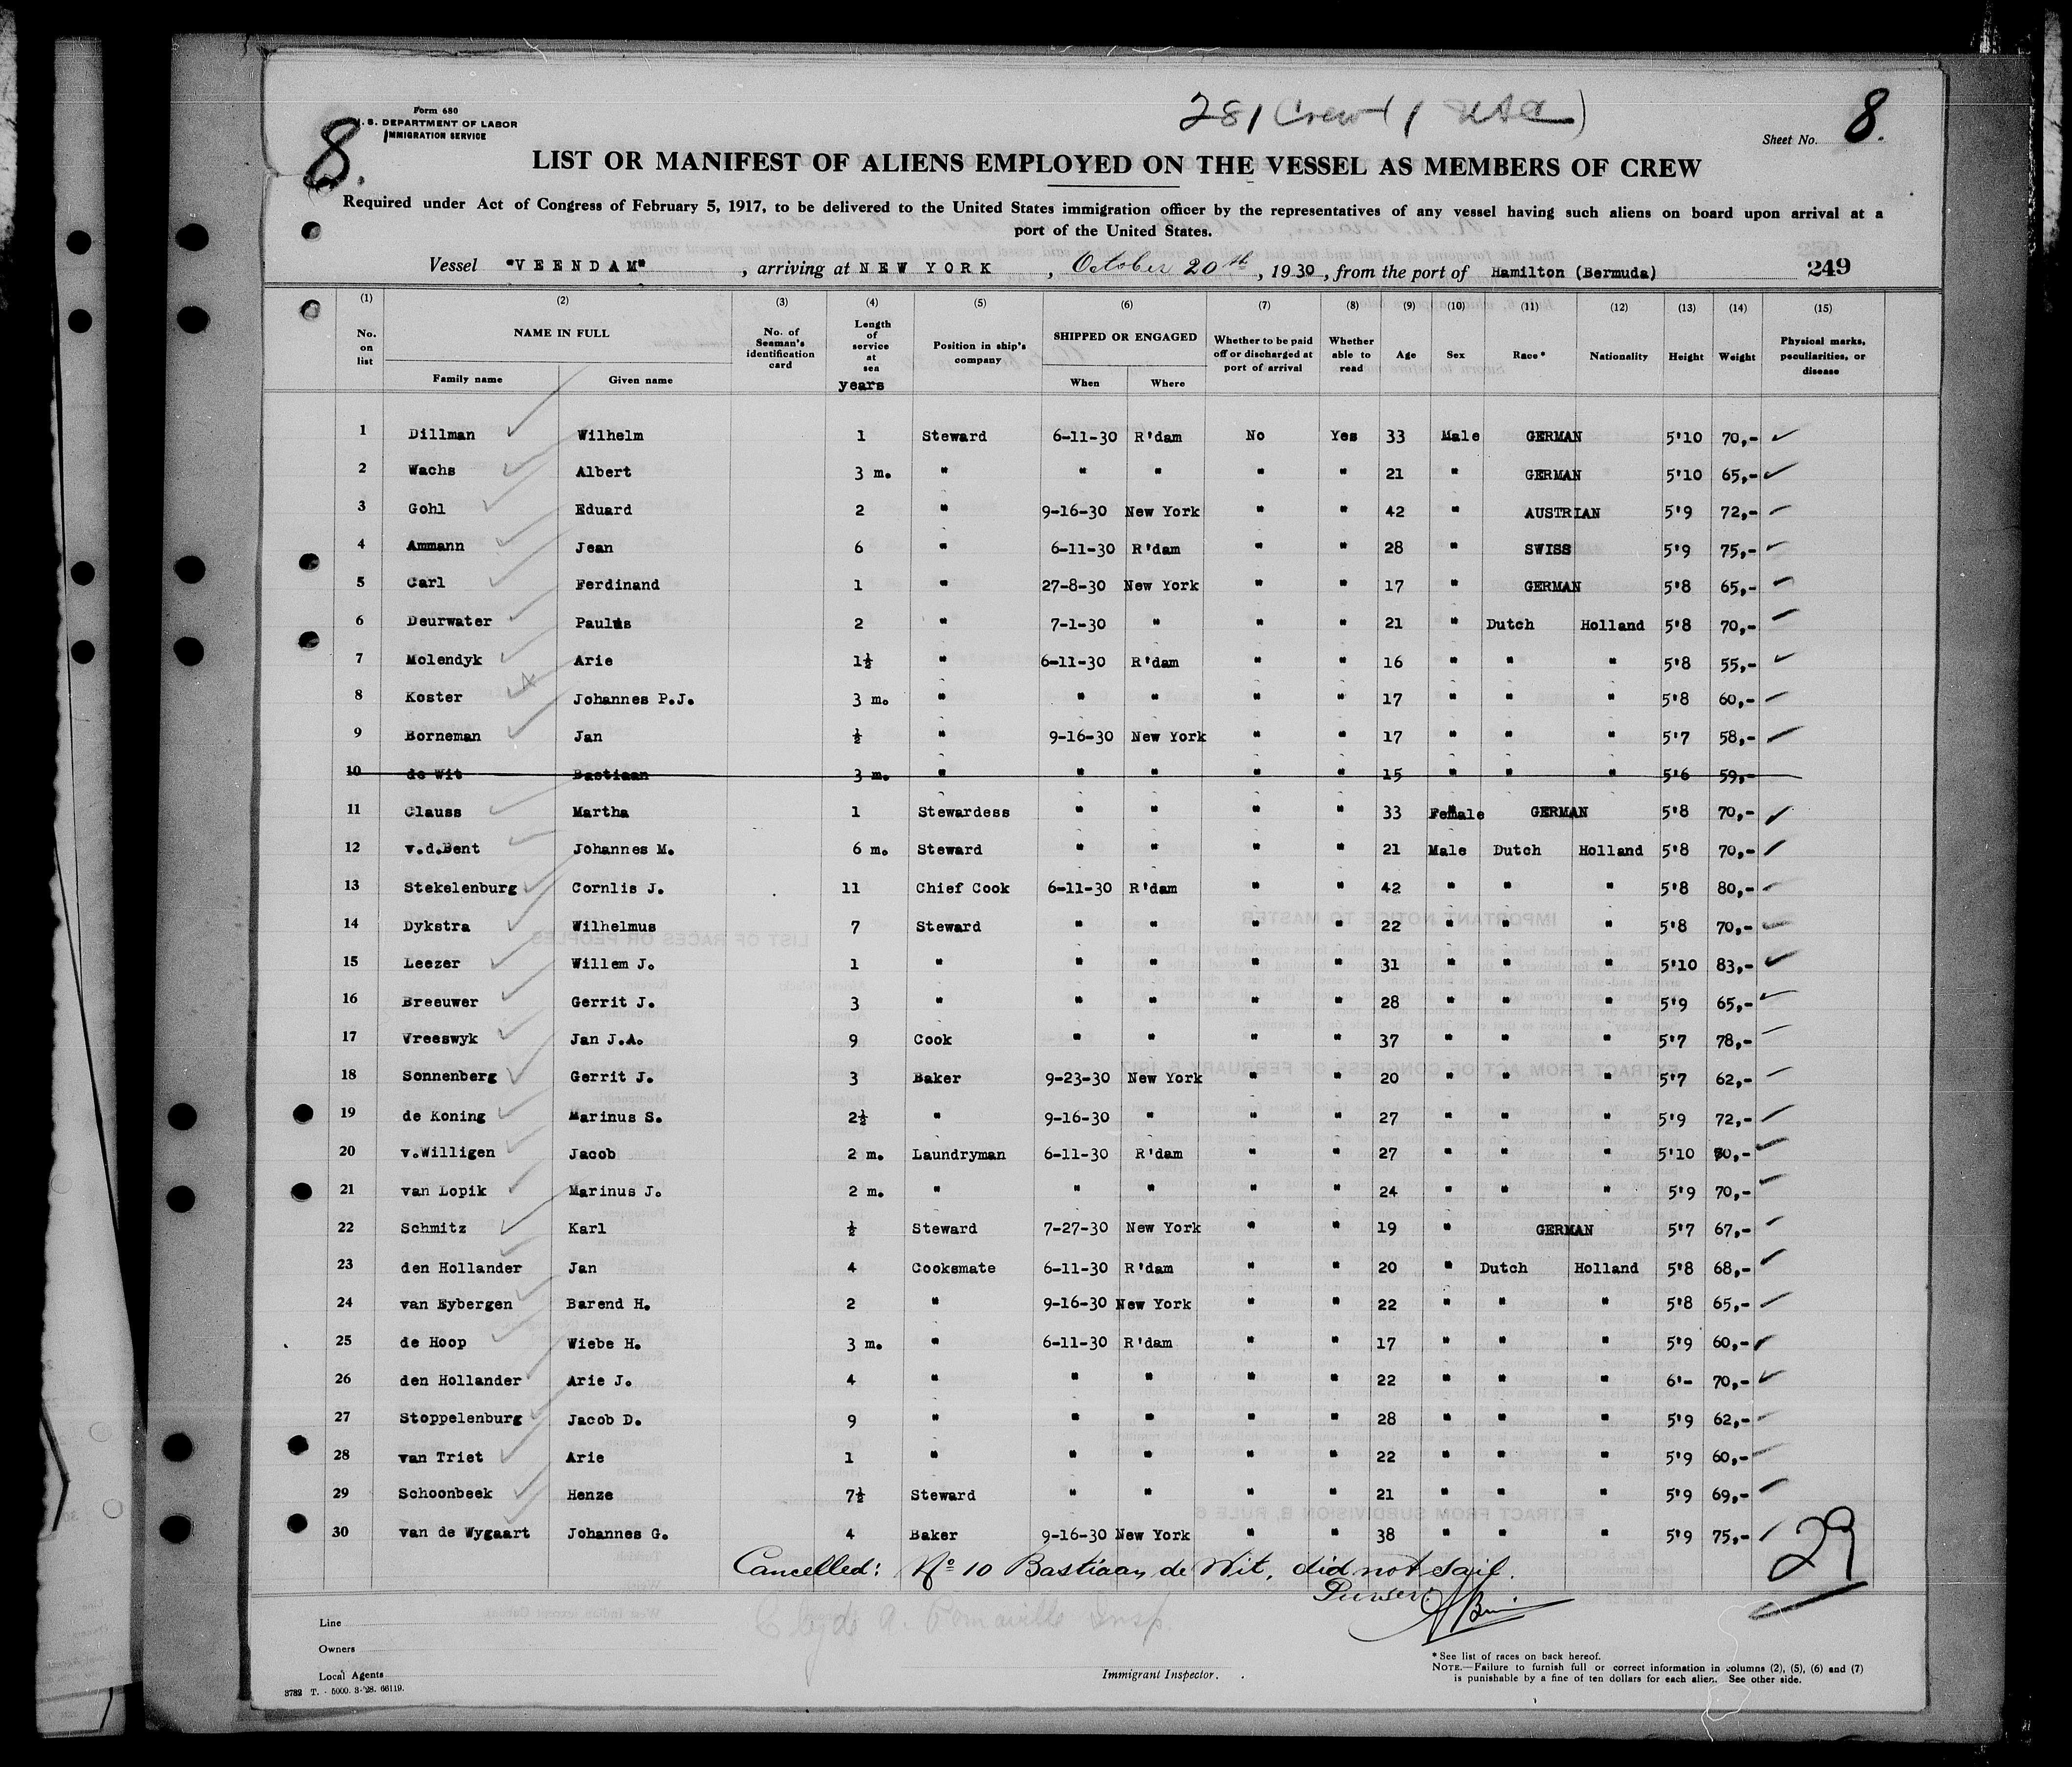 281 Crew (1 USC)
Form 680
U. S. DEPARTMENT OF LABOR
IMMIGRATION SERVICE
8.
Sheet No. 8.
LIST OR MANIFEST OF ALIENS EMPLOYED ON THE VESSEL AS MEMBERS OF CREW
Required under Act of Congress of February 5, 1917, to be delivered to the United States immigration officer by the representatives of any vessel having such aliens on board upon arrival at a
port of the United States.
Vessel "VEENDAM", arriving at NEW YORK, October 20th, 1930, from the port of Hamilton (Bermuda) 249
(1) (2) (3) (4) (5) (6) (7) (8) (9) (10) (11) (12) (13) (14) (15)
No. on list NAME IN FULL Family name Given name No. of Seaman's identification card Length of service at sea years Position in ship's company SHIPPED OR ENGAGED When Where Whether to be paid off or discharged at port of arrival Whether able to read Age Sex Race* Nationality Height Weight Physical marks, peculiarities, or disease
1 Dillman Wilhelm 1 Steward 6-11-30 R'dam No Yes 33 Male GERMAN 5'10 70,-
2 Wachs Albert 3 m. " " " " " 21 " GERMAN 5'10 65,-
3 Gohl Eduard 2 " 9-16-30 New York " " 42 " AUSTRIAN 5'9 72,-
4 Ammann Jean 6 " 6-11-30 R'dam " " 28 " SWISS 5'9 75,-
5 Carl Ferdinand 1 " 27-8-30 New York " " 17 " GERMAN 5'8 65,-
6 Deurwater Paulus 2 " 7-1-30 " " " 21 " Dutch Holland 5'8 70,-
7 Molendyk Arie 1½ " 6-11-30 R'dam " " 16 " " " 5'8 55,-
8 Koster Johannes P.J. 3 m. " " " " " 17 " " " 5'8 60,-
9 Borneman Jan ½ " 9-16-30 New York " " 17 " " " 5'7 58,-
10 de Wit Bastiaan 3 m. " " " " " 15 " " " 5'6 59,-
11 Clauss Martha 1 Stewardess " " " " 33 Female GERMAN 5'8 70,-
12 v.d.Bent Johannes M. 6 m. Steward " " " " 21 Male Dutch Holland 5'8 70,-
13 Stekelenburg Cornlis J. 11 Chief Cook 6-11-30 R'dam " " 42 " " " 5'8 80,-
14 Dykstra Wilhelmus 7 Steward " " " " 22 " " " 5'8 70,-
15 Leezer Willem J. 1 " " " " " 31 " " " 5'10 83,-
16 Breeuwer Gerrit J. 3 " " " " " 28 " " " 5'9 65,-
17 Vreeswyk Jan J.A. 9 Cook " " " " 37 " " " 5'7 78,-
18 Sonnenberg Gerrit J. 3 Baker 9-23-30 New York " " 20 " " " 5'7 62,-
19 de Koning Marinus S. 2½ " 9-16-30 " " " 27 " " " 5'9 72,-
20 v.Willigen Jacob 2 m. Laundryman 6-11-30 R'dam " " 27 " " " 5'10 70,-
21 van Lopik Marinus J. 2 m. " " " " " 24 " " " 5'9 70,-
22 Schmitz Karl ½ Steward 7-27-30 New York " " 19 " GERMAN 5'7 67,-
23 den Hollander Jan 4 Cooksmate 6-11-30 R'dam " " 20 " Dutch Holland 5'8 68,-
24 van Eybergen Barend H. 2 " 9-16-30 New York " " 22 " " " 5'8 65,-
25 de Hoop Wiebe H. 3 m. " 6-11-30 R'dam " " 17 " " " 5'9 60,-
26 den Hollander Arie J. 4 " " " " " 22 " " " 6'- 70,-
27 Stoppelenburg Jacob D. 9 " " " " " 28 " " " 5'9 62,-
28 van Triet Arie 1 " " " " " 22 " " " 5'9 60,-
29 Schoonbeek Henze 7½ Steward " " " " 21 " " " 5'9 69,-
30 van de Wygaart Johannes G. 4 Baker 9-16-30 New York " " 38 " " " 5'9 75,-
29
Cancelled: No 10 Bastiaan de Wit, did not sail.
Purser
Clyde A. Insp.
Line
Owners
Local Agents
Immigrant Inspector.
* See list of races on back hereof.
NOTE.—Failure to furnish full or correct information in columns (2), (5), (6) and (7)
is punishable by a fine of ten dollars for each alien. See other side.
3782 T. - 5000. 3-'28. 66119.